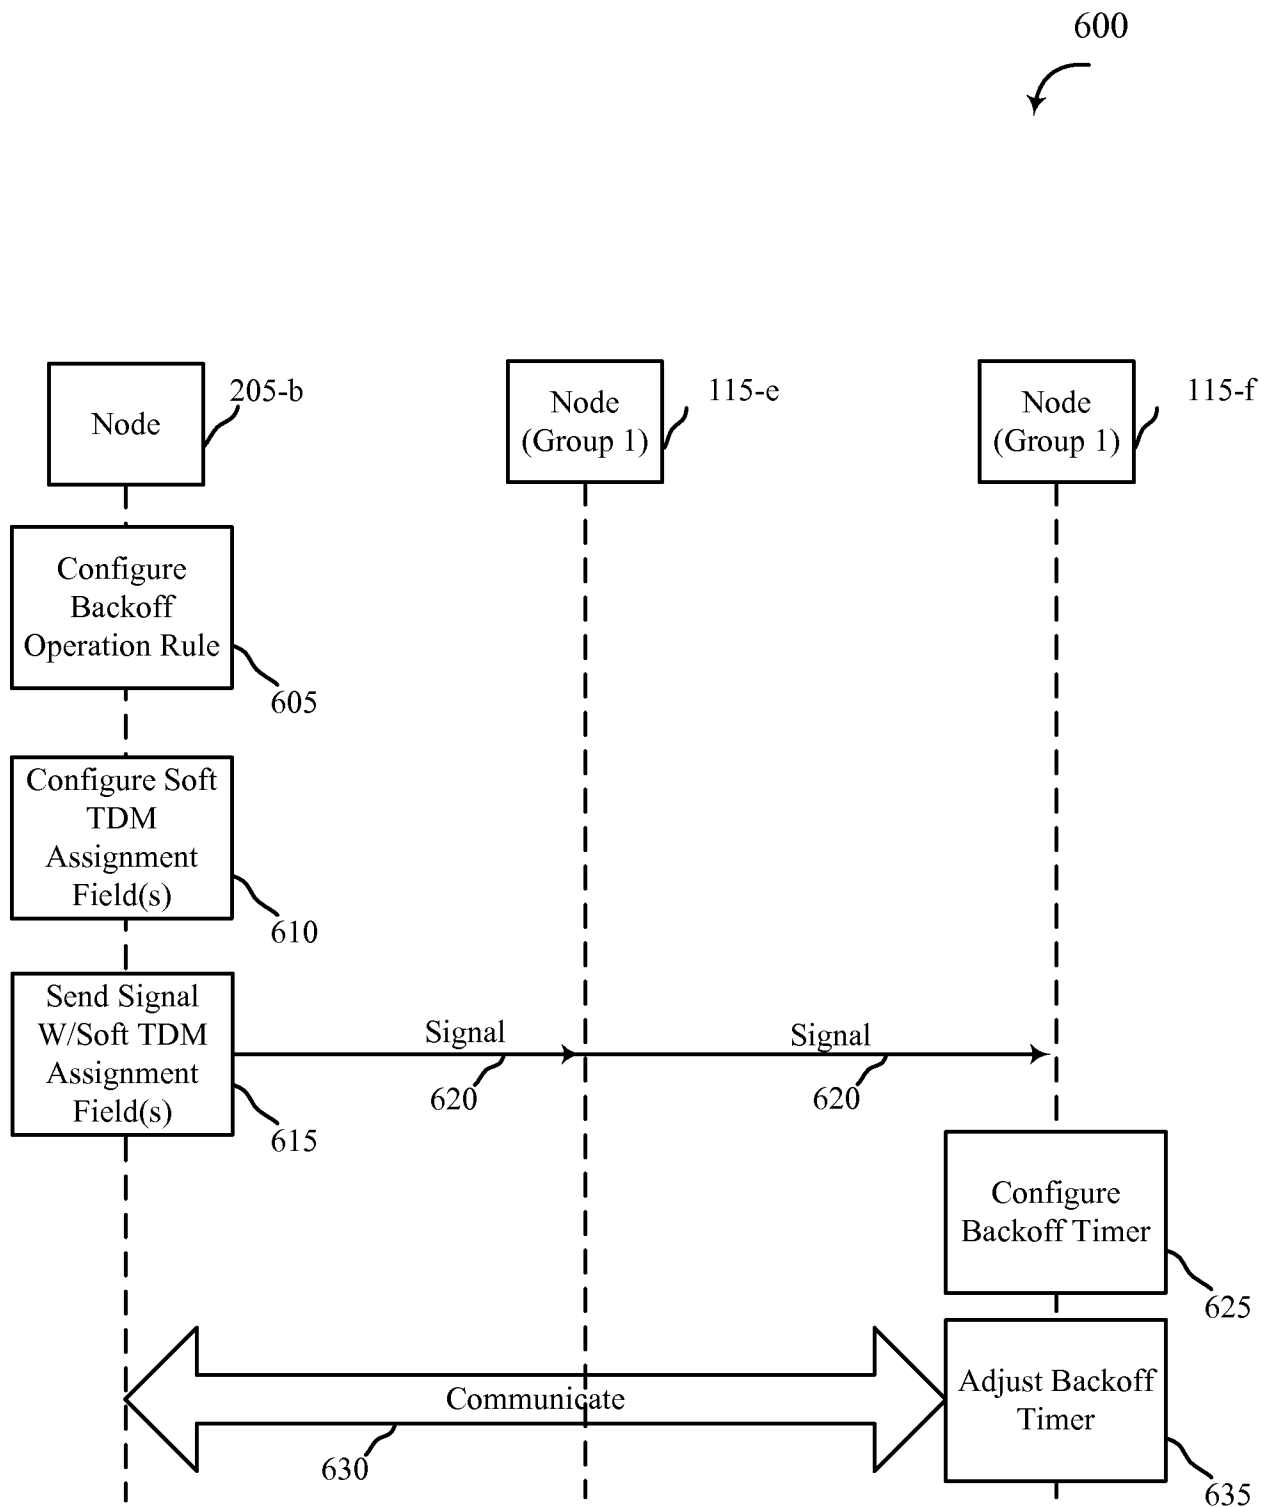 600
Node
205-b
Node
(Group 1)
115-e
Node
(Group 1)
115-f
Configure
Backoff
Operation Rule
605
Configure Soft
TDM
Assignment
Field(s)
610
Send Signal
W/Soft TDM
Assignment
Field(s)
615
Signal
620
Signal
620
Configure
Backoff Timer
625
Communicate
630
Adjust Backoff
Timer
635